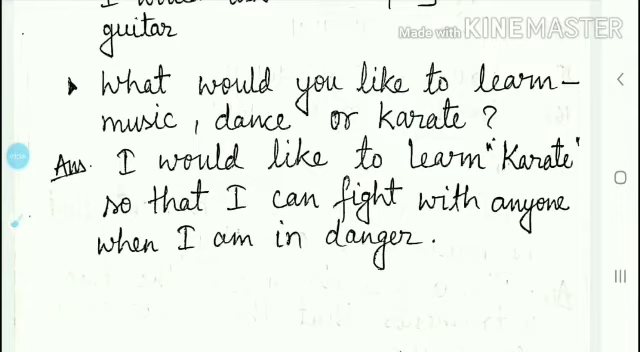 guitar
Made with KINEMASTER
▸ What would you like to learn –
music, dance or karate ?
Ans. I would like to learn "Karate"
so that I can fight with anyone
when I am in danger.